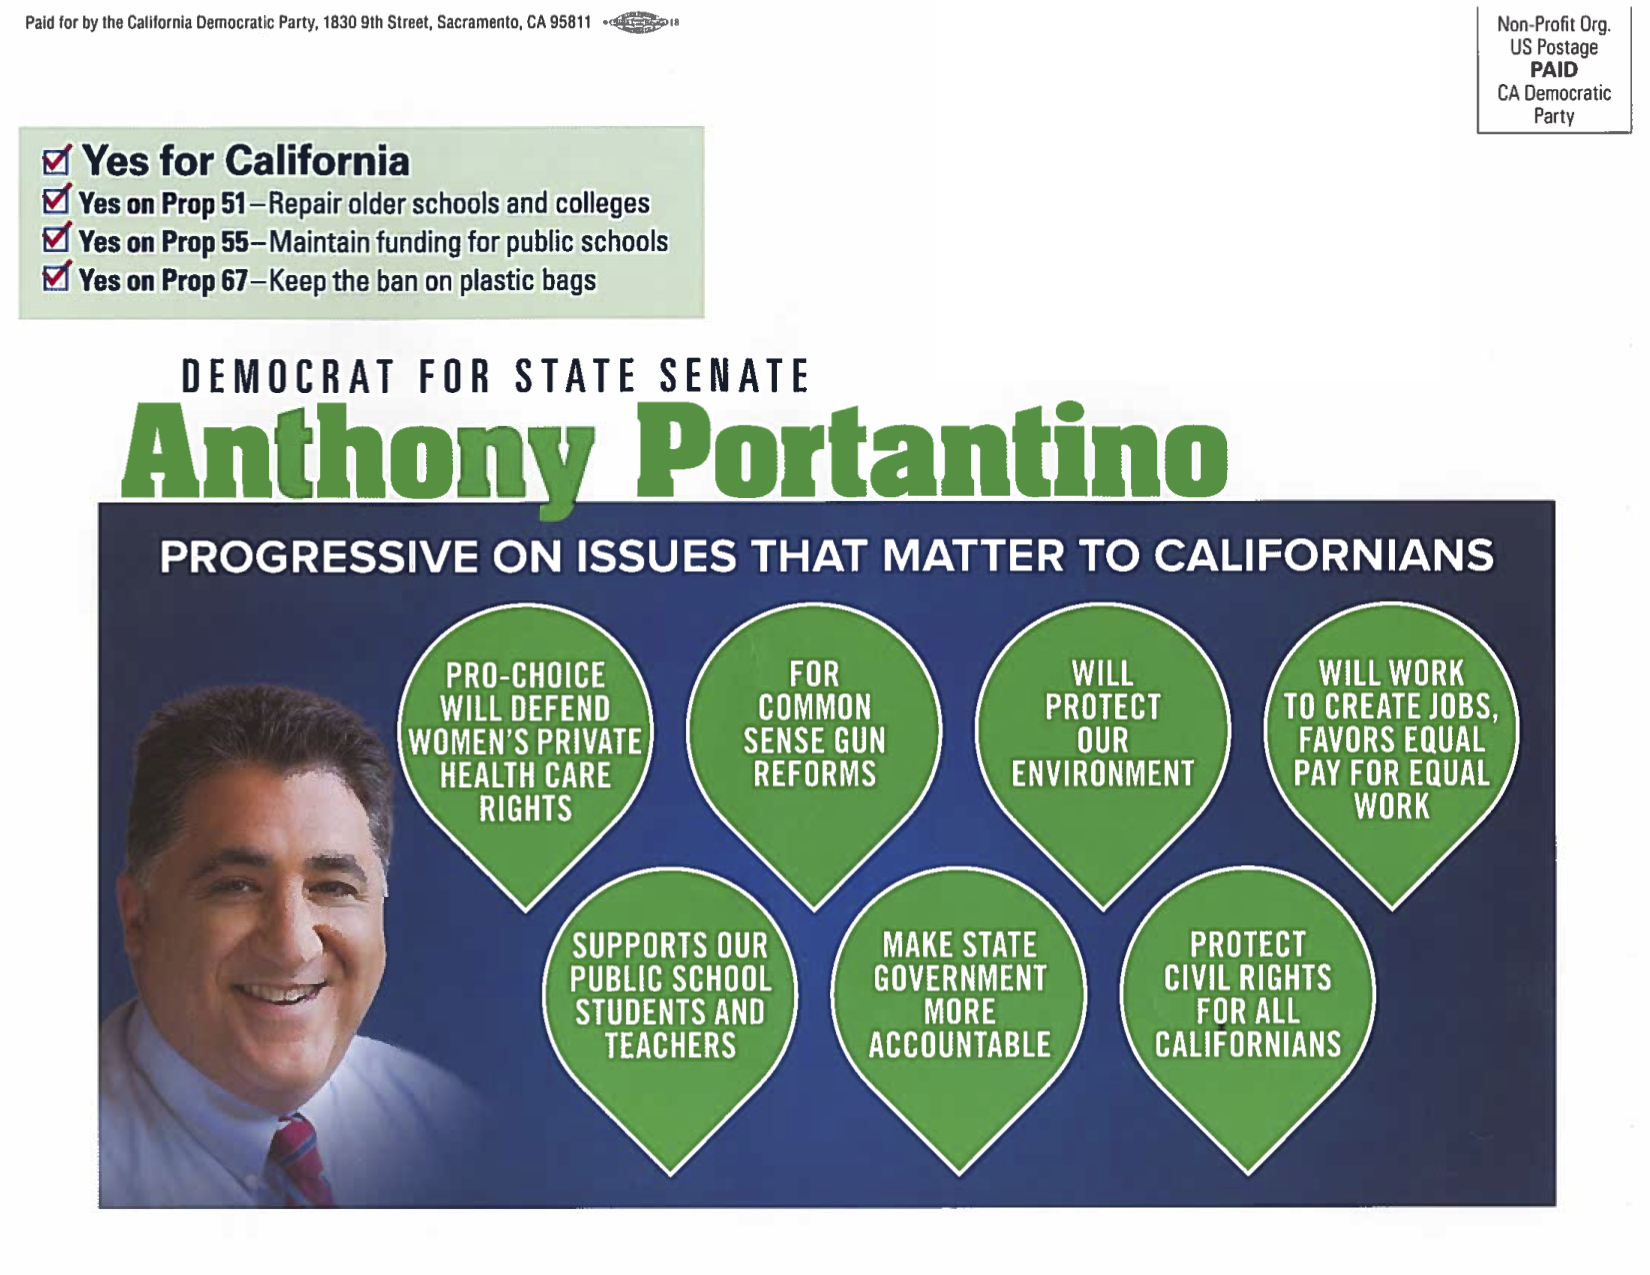 Paid for by the California Democratic Party, 1830 9th Street, Sacramento, CA 95811
18
Non-Profit Org.
US Postage
PAID
CA Democratic
Party
Yes for California
Yes on Prop 51–Repair older schools and colleges
Yes on Prop 55–Maintain funding for public schools
Yes on Prop 67–Keep the ban on plastic bags
DEMOCRAT FOR STATE SENATE
Anthony Portantino
PROGRESSIVE ON ISSUES THAT MATTER TO CALIFORNIANS
PRO-CHOICE
WILL DEFEND
WOMEN'S PRIVATE
HEALTH CARE
RIGHTS
FOR
COMMON
SENSE GUN
REFORMS
WILL
PROTECT
OUR
ENVIRONMENT
WILL WORK
TO CREATE JOBS,
FAVORS EQUAL
PAY FOR EQUAL
WORK
SUPPORTS OUR
PUBLIC SCHOOL
STUDENTS AND
TEACHERS
MAKE STATE
GOVERNMENT
MORE
ACCOUNTABLE
PROTECT
CIVIL RIGHTS
FOR ALL
CALIFORNIANS